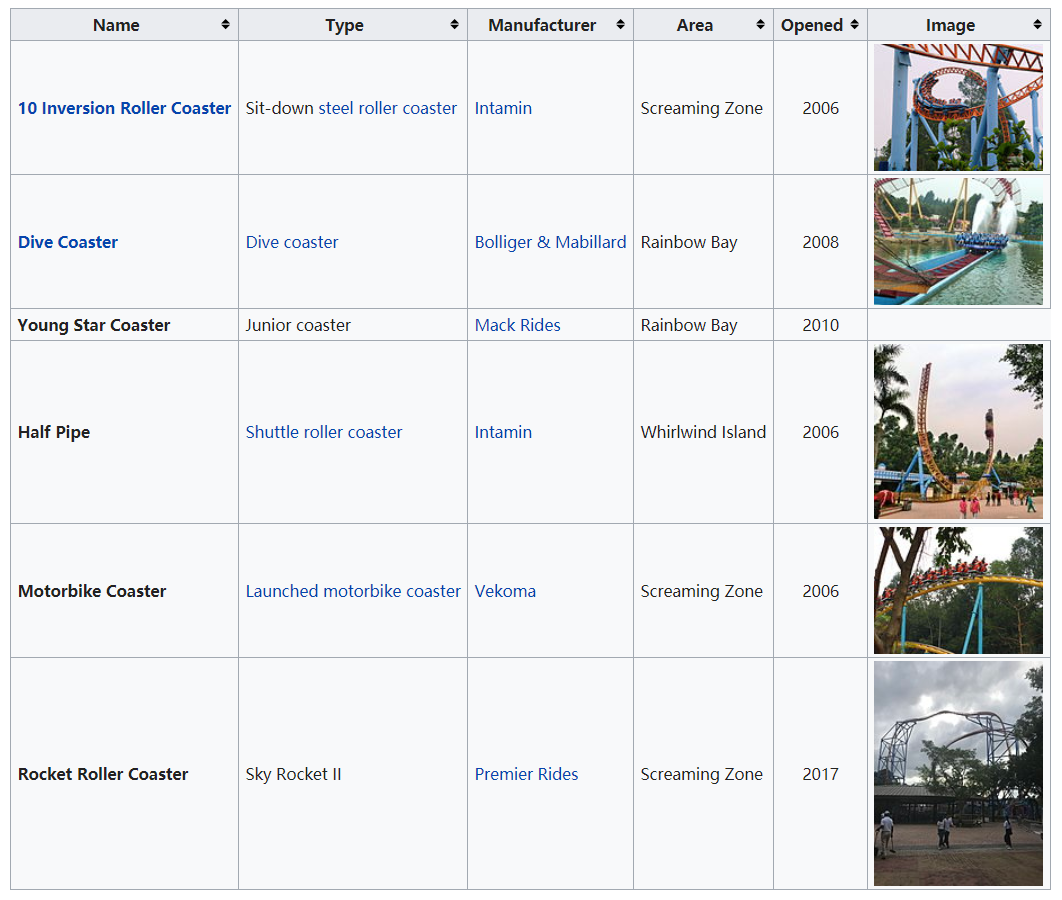 Name Type Manufacturer Area Opened Image
10 Inversion Roller Coaster Sit-down steel roller coaster Intamin Screaming Zone 2006
Dive Coaster Dive coaster Bolliger & Mabillard Rainbow Bay 2008
Young Star Coaster Junior coaster Mack Rides Rainbow Bay 2010
Half Pipe Shuttle roller coaster Intamin Whirlwind Island 2006
Motorbike Coaster Launched motorbike coaster Vekoma Screaming Zone 2006
Rocket Roller Coaster Sky Rocket II Premier Rides Screaming Zone 2017